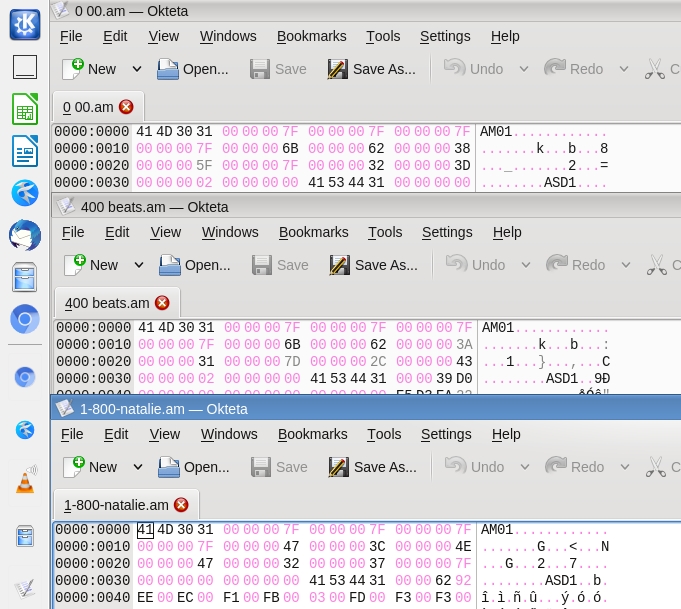 0 00.am — Okteta
File Edit View Windows Bookmarks Tools Settings Help
New Open... Save Save As... Undo Redo C
0 00.am
0000:0000 41 4D 30 31 00 00 00 7F 00 00 00 7F 00 00 00 7F AM01............
0000:0010 00 00 00 7F 00 00 00 6B 00 00 00 62 00 00 00 38 .......k...b...8
0000:0020 00 00 00 5F 00 00 00 7F 00 00 00 32 00 00 00 3D ..._.......2...=
0000:0030 00 00 00 02 00 00 00 00 41 53 44 31 00 00 00 00 ........ASD1....
400 beats.am — Okteta
File Edit View Windows Bookmarks Tools Settings Help
New Open... Save Save As... Undo Redo C
400 beats.am
0000:0000 41 4D 30 31 00 00 00 7F 00 00 00 7F 00 00 00 7F AM01............
0000:0010 00 00 00 7F 00 00 00 6B 00 00 00 62 00 00 00 3A .......k...b...:
0000:0020 00 00 00 31 00 00 00 7D 00 00 00 2C 00 00 00 43 ...1...}...,...C
0000:0030 00 00 00 02 00 00 00 00 41 53 44 31 00 00 39 D0 ........ASD1..9Ð
1-800-natalie.am — Okteta
File Edit View Windows Bookmarks Tools Settings Help
New Open... Save Save As... Undo Redo C
1-800-natalie.am
0000:0000 41 4D 30 31 00 00 00 7F 00 00 00 7F 00 00 00 7F AM01............
0000:0010 00 00 00 7F 00 00 00 47 00 00 00 3C 00 00 00 4E .......G...<...N
0000:0020 00 00 00 47 00 00 00 32 00 00 00 37 00 00 00 7F ...G...2...7....
0000:0030 00 00 00 00 00 00 00 00 41 53 44 31 00 00 62 92 ........ASD1..b.
0000:0040 EE 00 EC 00 F1 00 FB 00 03 00 FD 00 F3 00 F3 00 î.ì.ñ.û...ý.ó.ó.